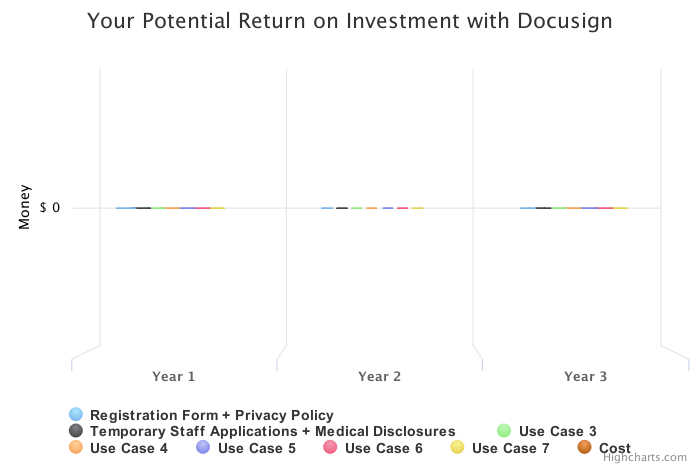 Your Potential Return on Investment with Docusign
Money
$ 0
Year 1 Year 2 Year 3
Registration Form + Privacy Policy
Temporary Staff Applications + Medical Disclosures Use Case 3
Use Case 4 Use Case 5 Use Case 6 Use Case 7 Cost
Highcharts.com